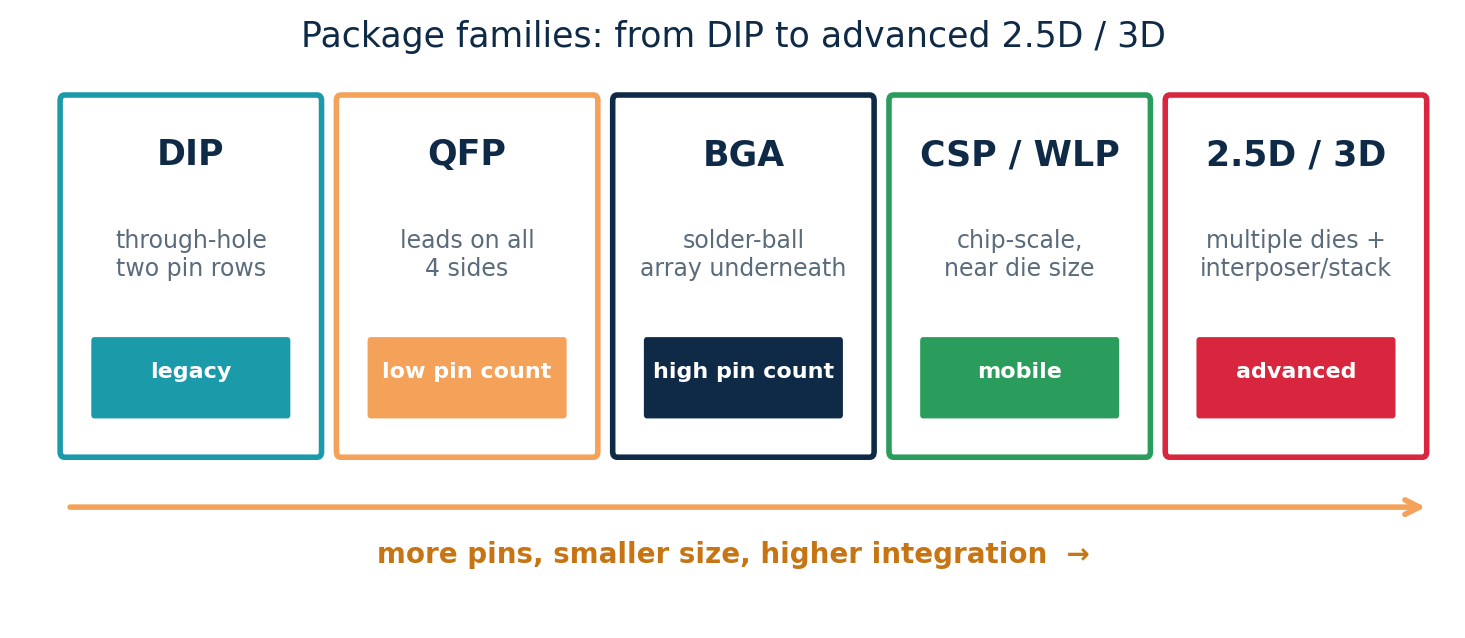 Package families: from DIP to advanced 2.5D / 3D
DIP
through-hole
two pin rows
legacy
QFP
leads on all
4 sides
low pin count
BGA
solder-ball
array underneath
high pin count
CSP / WLP
chip-scale,
near die size
mobile
2.5D / 3D
multiple dies +
interposer/stack
advanced
more pins, smaller size, higher integration →